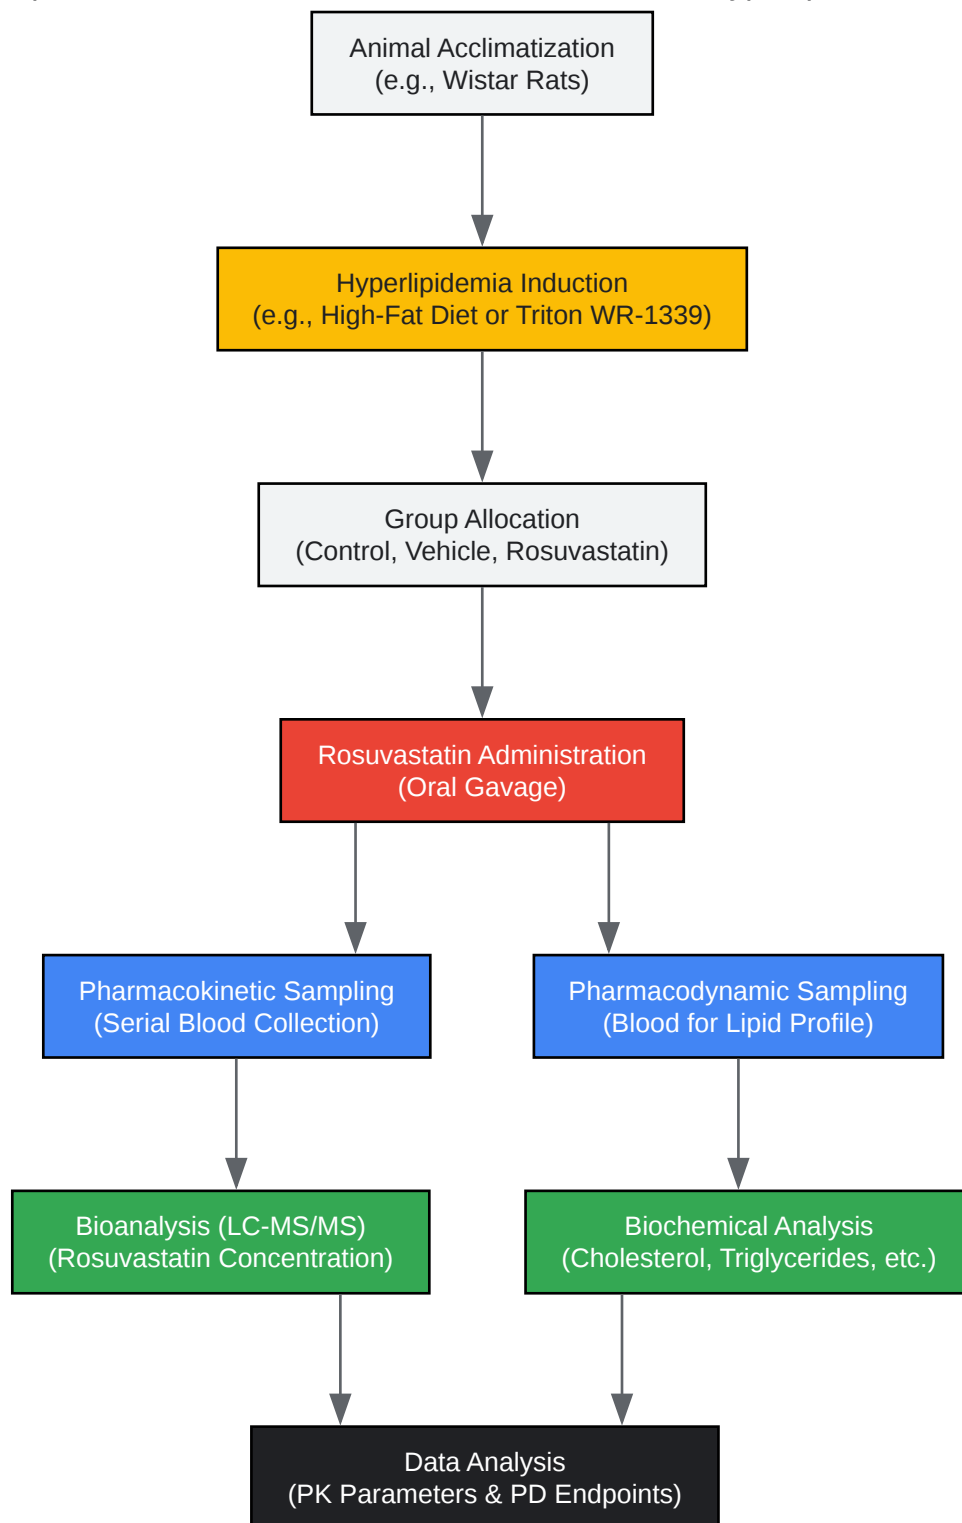 Animal Acclimatization
(e.g., Wistar Rats)
Hyperlipidemia Induction
(e.g., High-Fat Diet or Triton WR-1339)
Group Allocation
(Control, Vehicle, Rosuvastatin)
Rosuvastatin Administration
(Oral Gavage)
Pharmacokinetic Sampling
(Serial Blood Collection)
Pharmacodynamic Sampling
(Blood for Lipid Profile)
Bioanalysis (LC-MS/MS)
(Rosuvastatin Concentration)
Biochemical Analysis
(Cholesterol, Triglycerides, etc.)
Data Analysis
(PK Parameters & PD Endpoints)